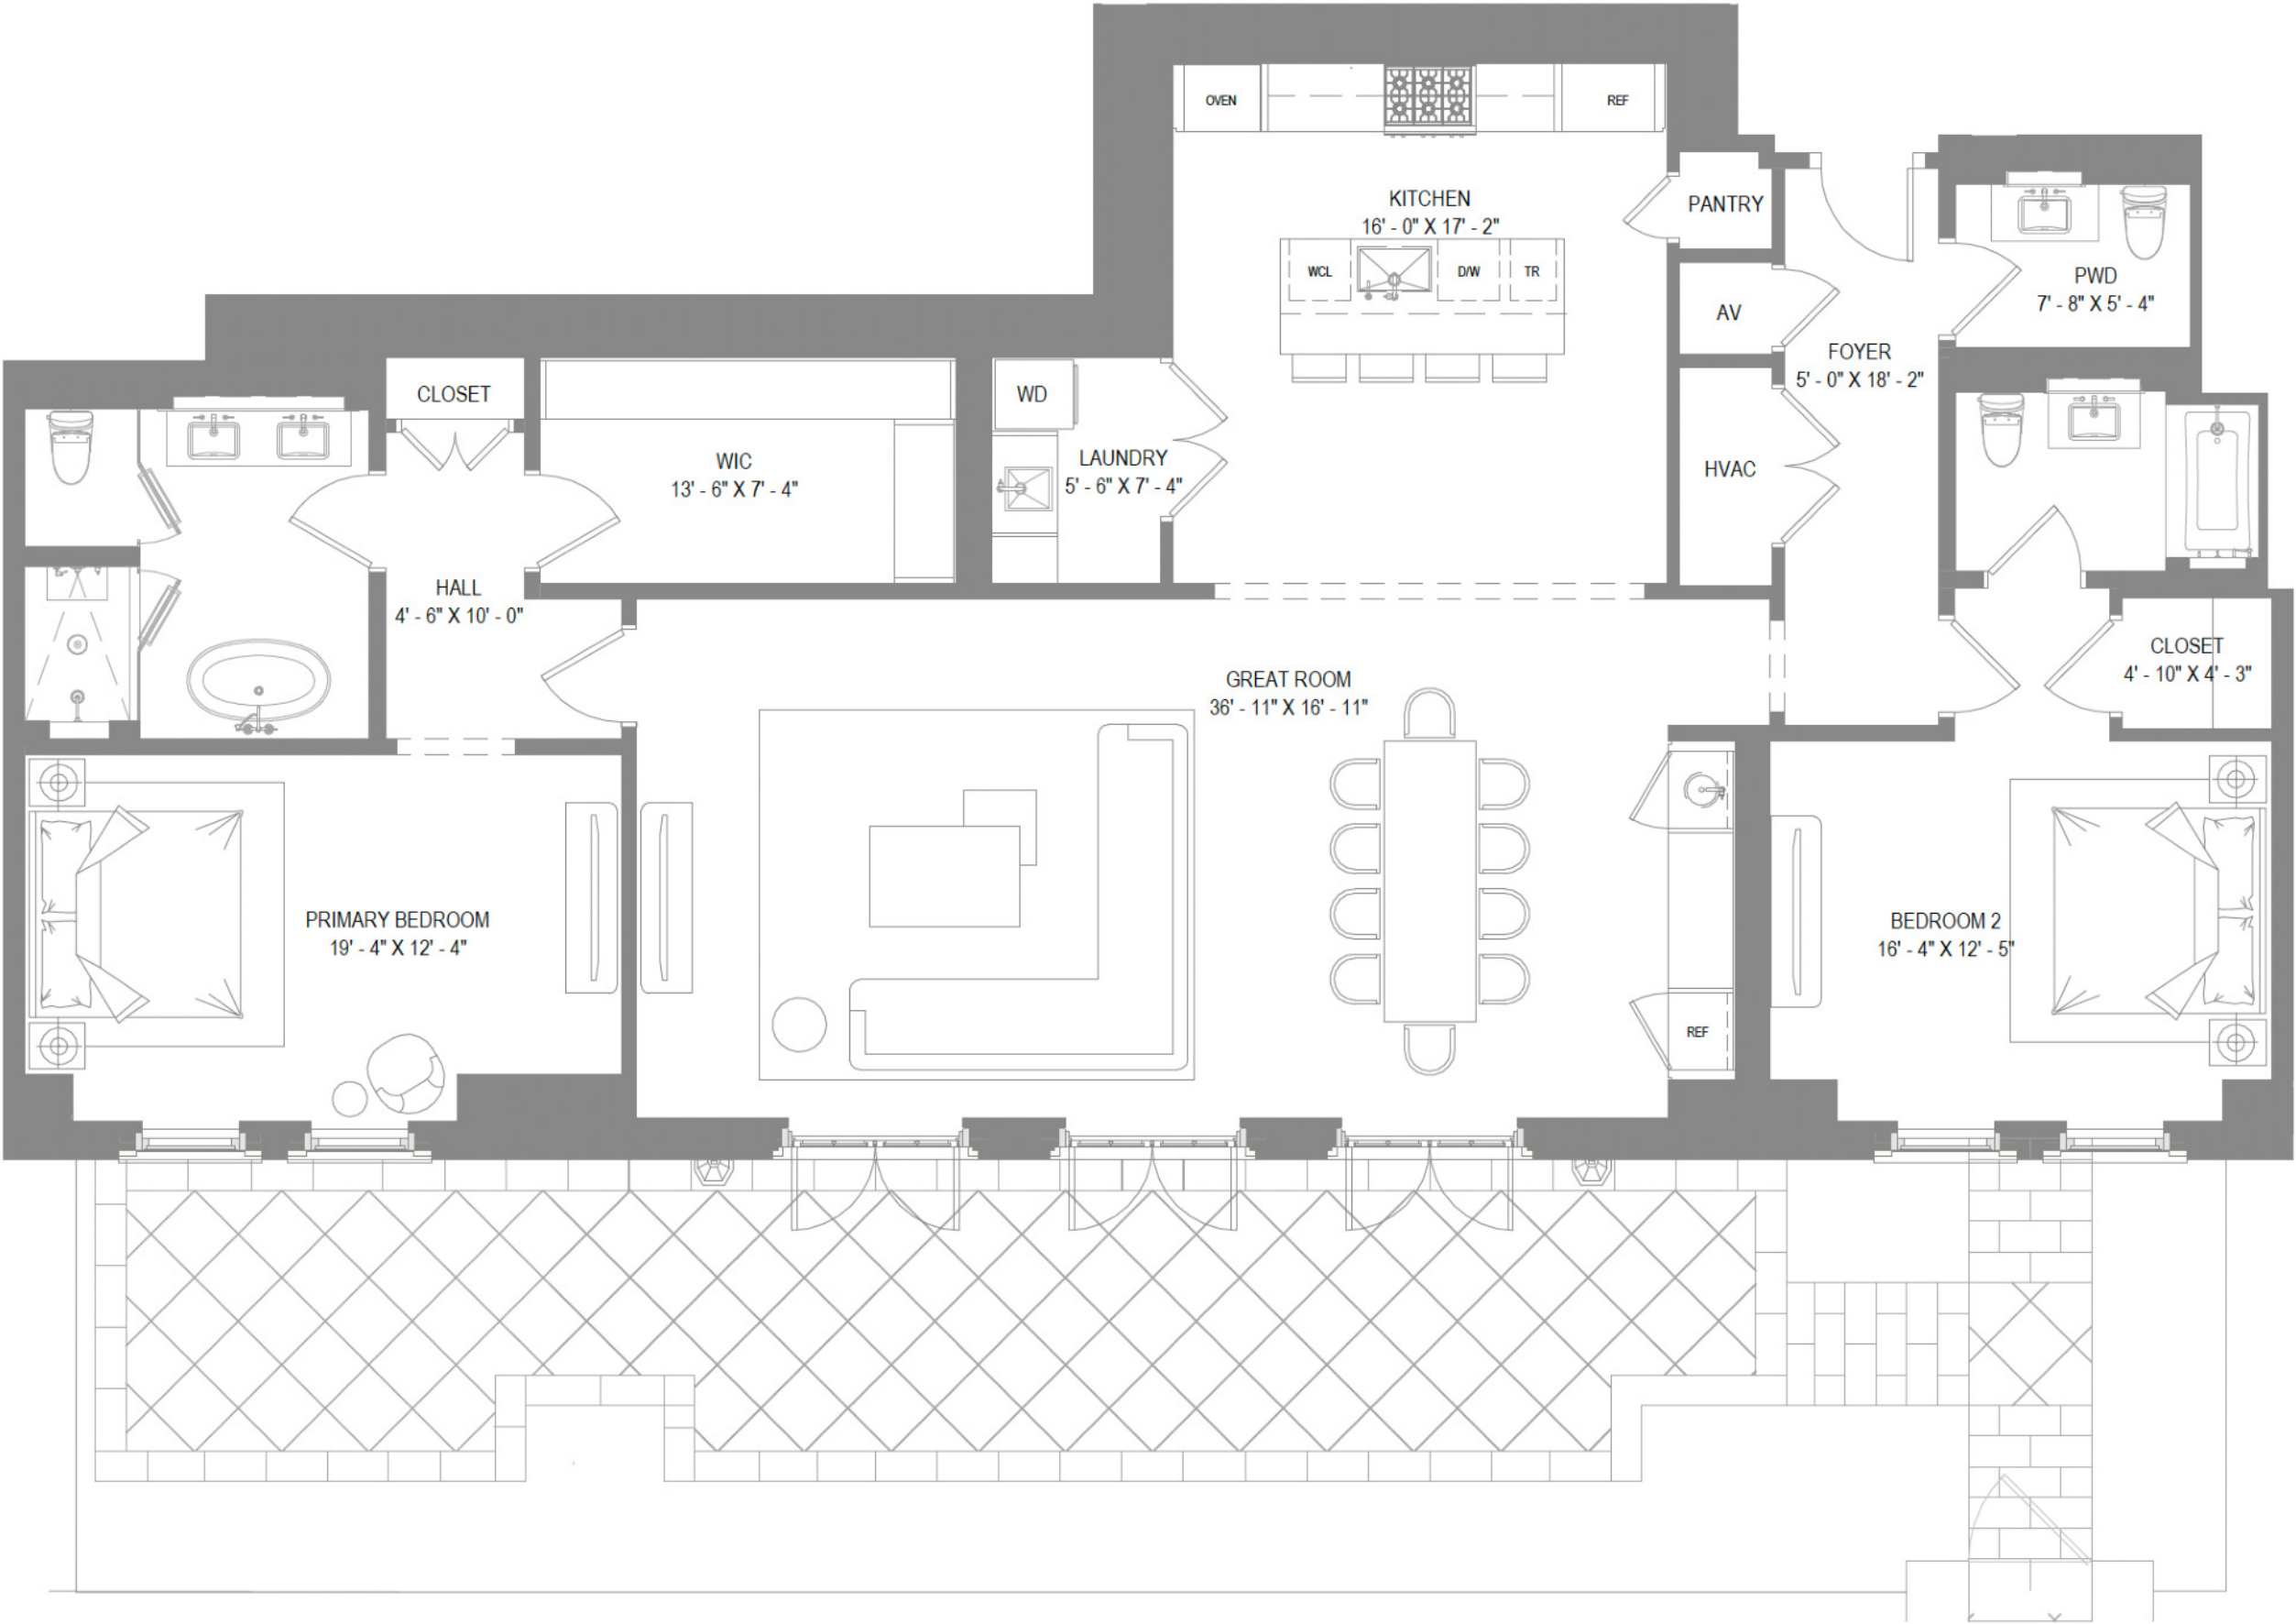 OVEN
REF
KITCHEN
16' - 0" X 17' - 2"
PANTRY
WCL
D/W
TR
PWD
7' - 8" X 5' - 4"
AV
FOYER
5' - 0" X 18' - 2"
CLOSET
WD
WIC
13' - 6" X 7' - 4"
LAUNDRY
5' - 6" X 7' - 4"
HVAC
HALL
4' - 6" X 10' - 0"
CLOSET
4' - 10" X 4' - 3"
GREAT ROOM
36' - 11" X 16' - 11"
PRIMARY BEDROOM
19' - 4" X 12' - 4"
BEDROOM 2
16' - 4" X 12' - 5"
REF